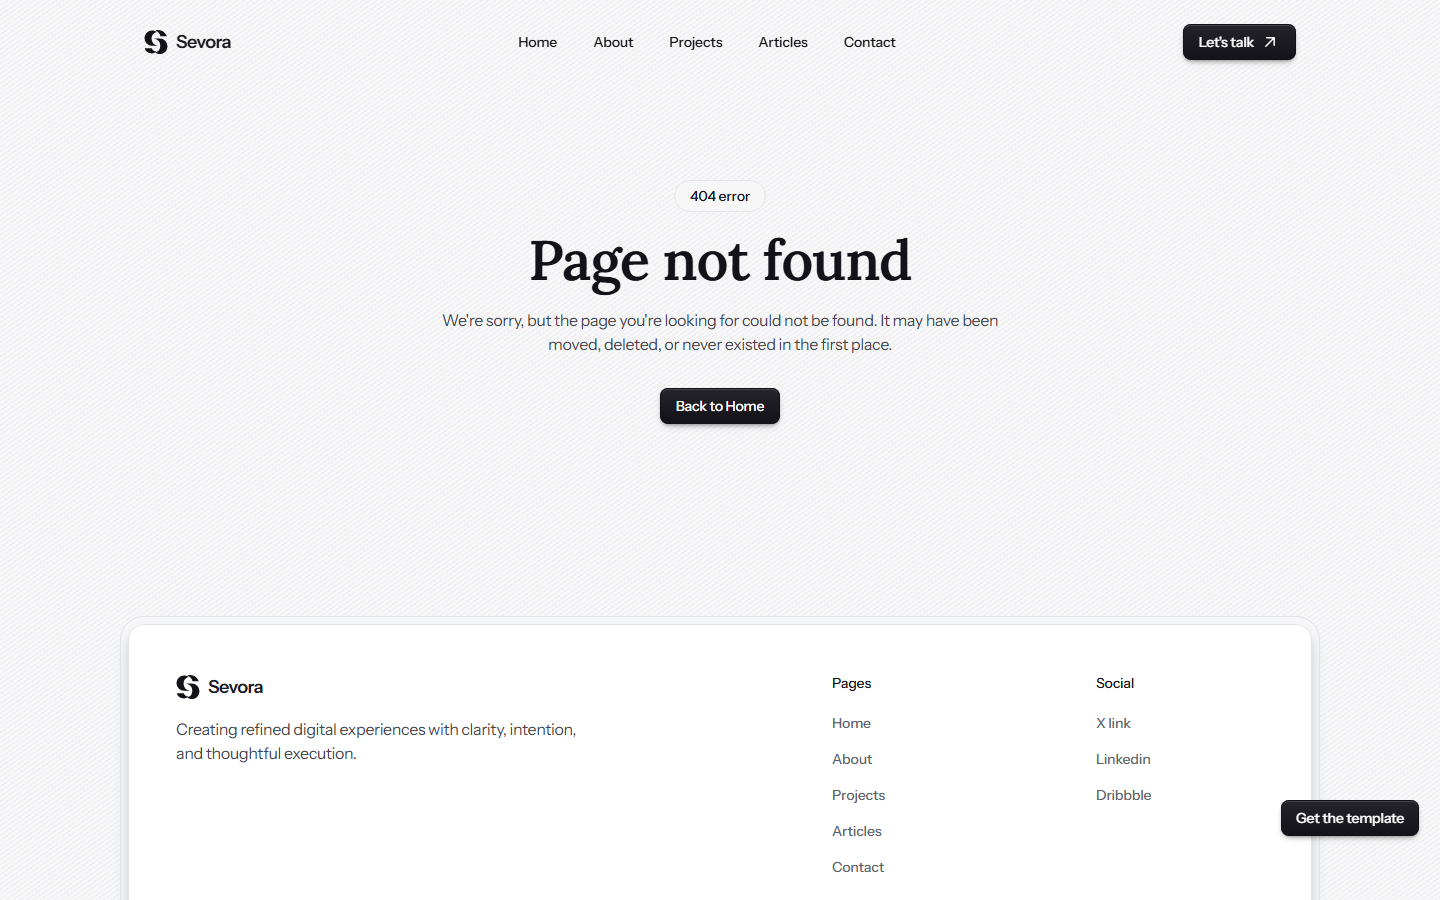 Sevora
Home
About
Projects
Articles
Contact
Let's talk
404 error
Page not found
We're sorry, but the page you're looking for could not be found. It may have been
moved, deleted, or never existed in the first place.
Back to Home
Sevora
Creating refined digital experiences with clarity, intention,
and thoughtful execution.
Pages
Home
About
Projects
Articles
Contact
Social
X link
Linkedin
Dribbble
Get the template